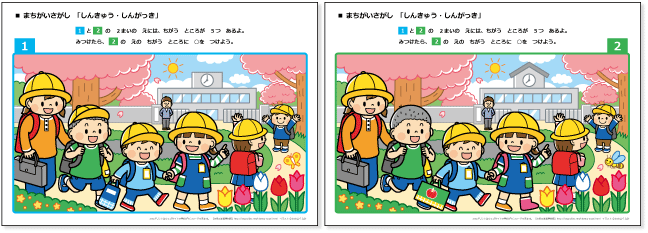 ■ まちがいさがし 「しんきゅう・しんがっき」
1 と 2 の 2まいの えには、ちがう ところが 5つ あるよ。
みつけたら、 2 の えの ちがう ところに ○を つけよう。
1
■ まちがいさがし 「しんきゅう・しんがっき」
1 と 2 の 2まいの えには、ちがう ところが 5つ あるよ。
みつけたら、 2 の えの ちがう ところに ○を つけよう。
2